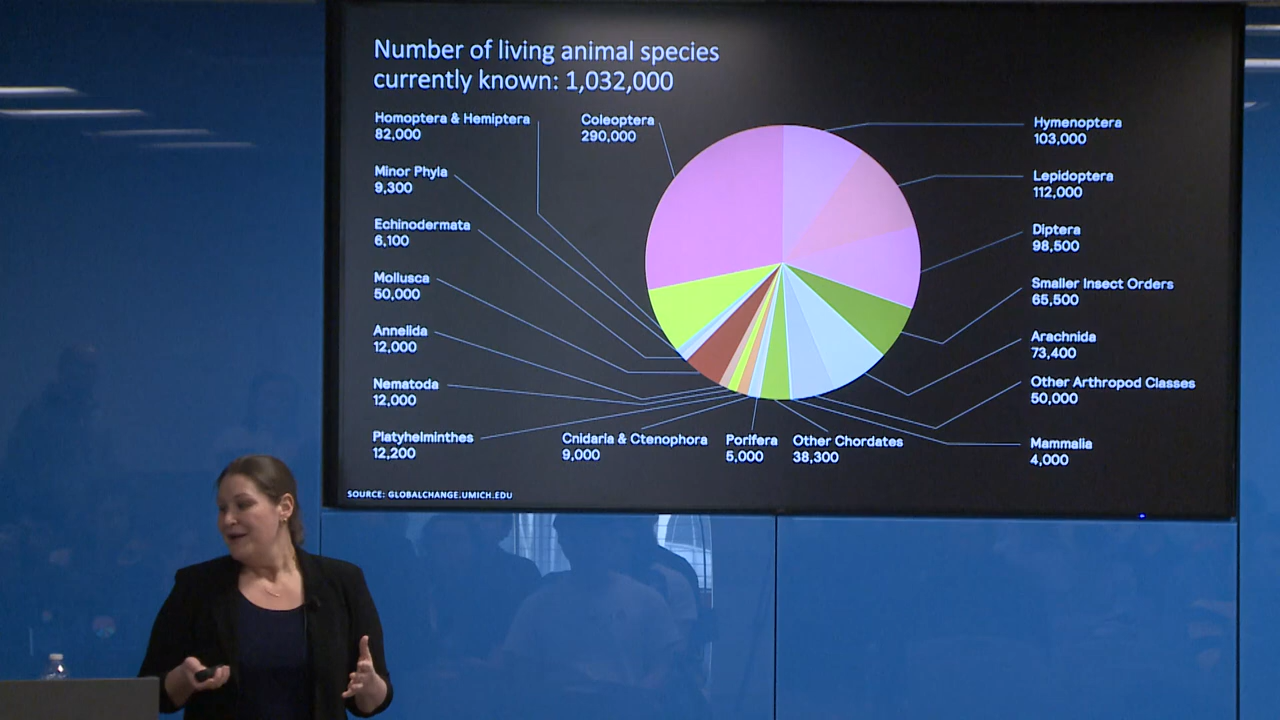 Number of living animal species
currently known: 1,032,000
Homoptera & Hemiptera
82,000
Coleoptera
290,000
Hymenoptera
103,000
Minor Phyla
9,300
Lepidoptera
112,000
Echinodermata
6,100
Diptera
98,500
Mollusca
50,000
Smaller Insect Orders
65,500
Annelida
12,000
Arachnida
73,400
Nematoda
12,000
Other Arthropod Classes
50,000
Platyhelminthes
12,200
Cnidaria & Ctenophora
9,000
Porifera
5,000
Other Chordates
38,300
Mammalia
4,000
SOURCE: GLOBALCHANGE.UMICH.EDU